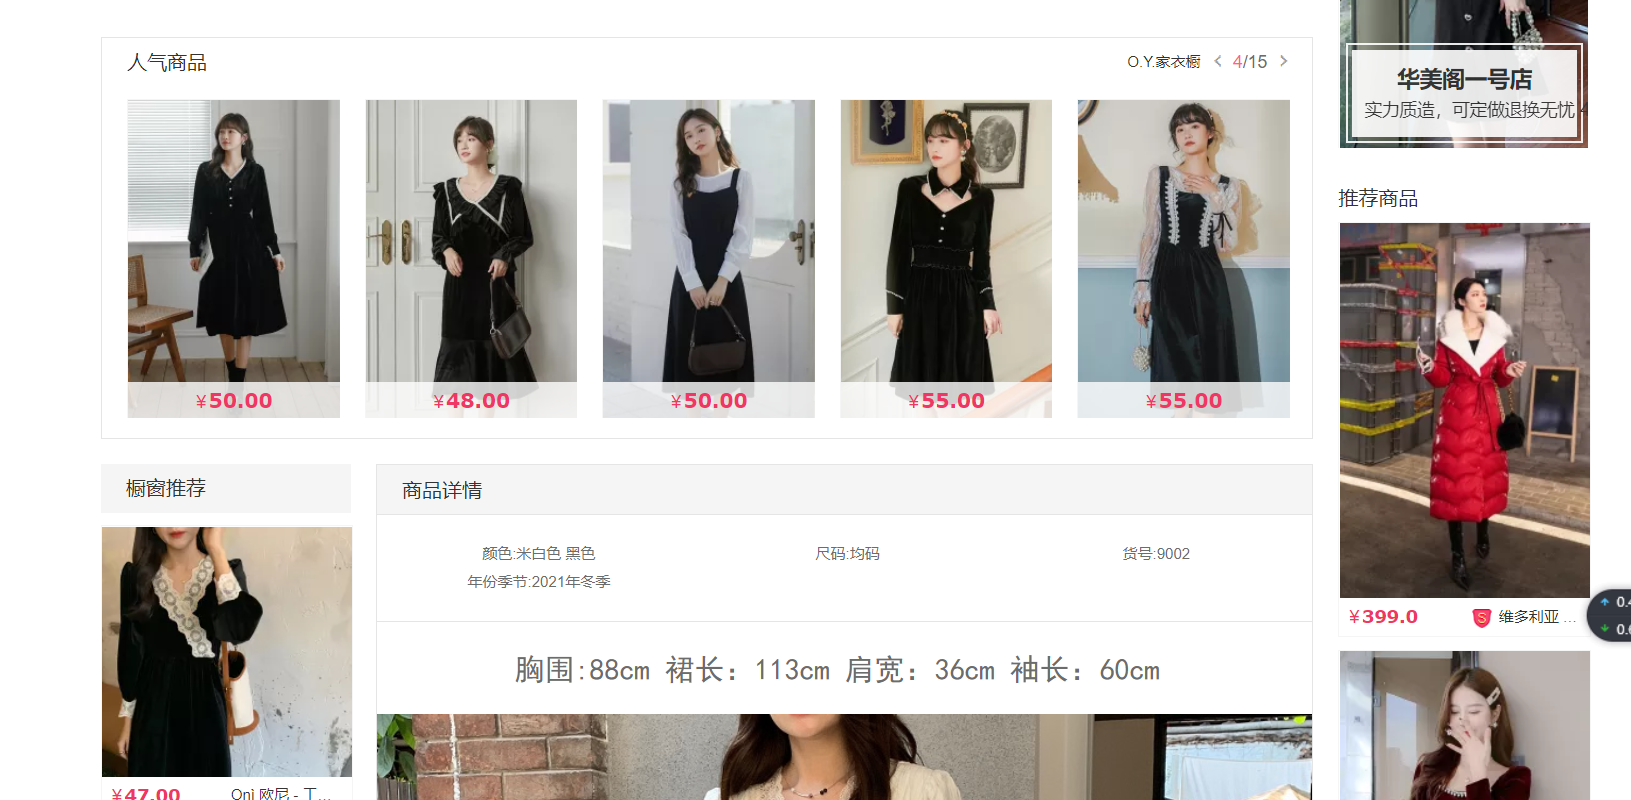 人气商品
O.Y.家衣橱
4/15
¥50.00
¥48.00
¥50.00
¥55.00
¥55.00
华美阁一号店
实力质造，可定做退换无忧
推荐商品
¥399.0
维多利亚 ...
橱窗推荐
¥47.00
Onì 欧尼 - 丁...
商品详情
颜色:米白色 黑色
尺码:均码
货号:9002
年份季节:2021年冬季
胸围:88cm 裙长：113cm 肩宽：36cm 袖长：60cm